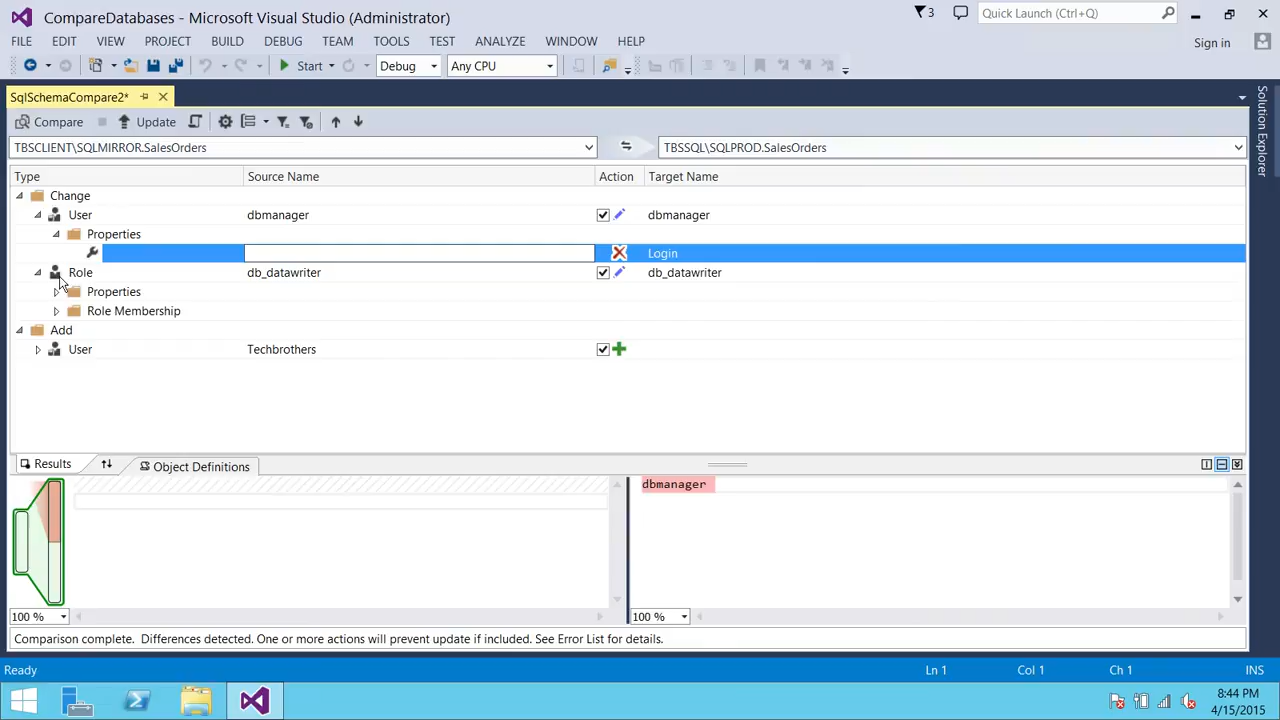 CompareDatabases - Microsoft Visual Studio (Administrator)
3
Quick Launch (Ctrl+Q)
FILE EDIT VIEW PROJECT BUILD DEBUG TEAM TOOLS TEST ANALYZE WINDOW HELP
Sign in
Start Debug Any CPU
SqlSchemaCompare2*
Solution Explorer
Compare Update
TBSCLIENT\SQLMIRROR.SalesOrders TBSSQL\SQLPROD.SalesOrders
Type Source Name Action Target Name
Change
User dbmanager dbmanager
Properties
Login
Role db_datawriter db_datawriter
Properties
Role Membership
Add
User Techbrothers
Results Object Definitions
dbmanager
100 % 100 %
Comparison complete. Differences detected. One or more actions will prevent update if included. See Error List for details.
Ready Ln 1 Col 1 Ch 1 INS
8:44 PM
4/15/2015